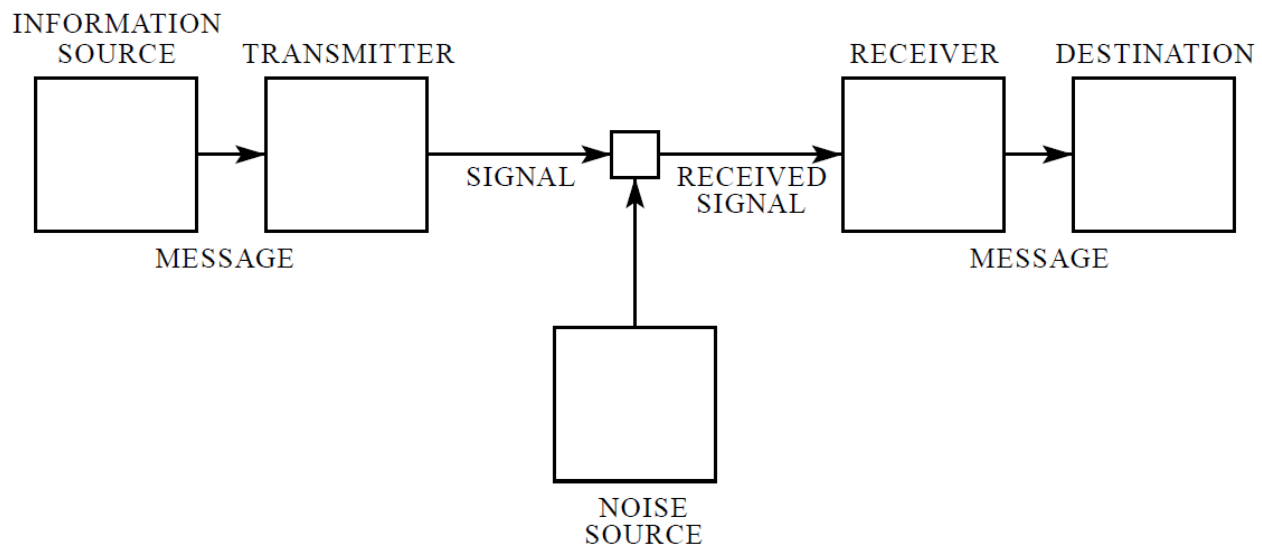 INFORMATION
SOURCE
TRANSMITTER
RECEIVER
DESTINATION
SIGNAL
RECEIVED
SIGNAL
MESSAGE
MESSAGE
NOISE
SOURCE